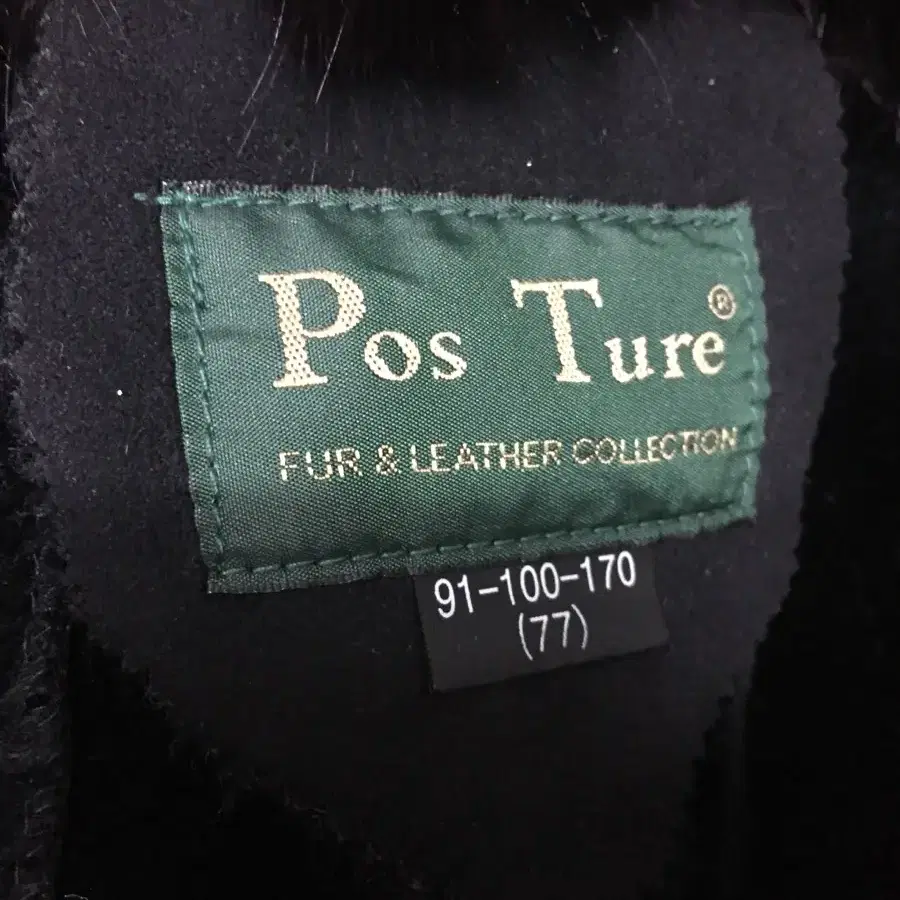 Pos Ture®
FUR & LEATHER COLLECTION
91-100-170
(77)